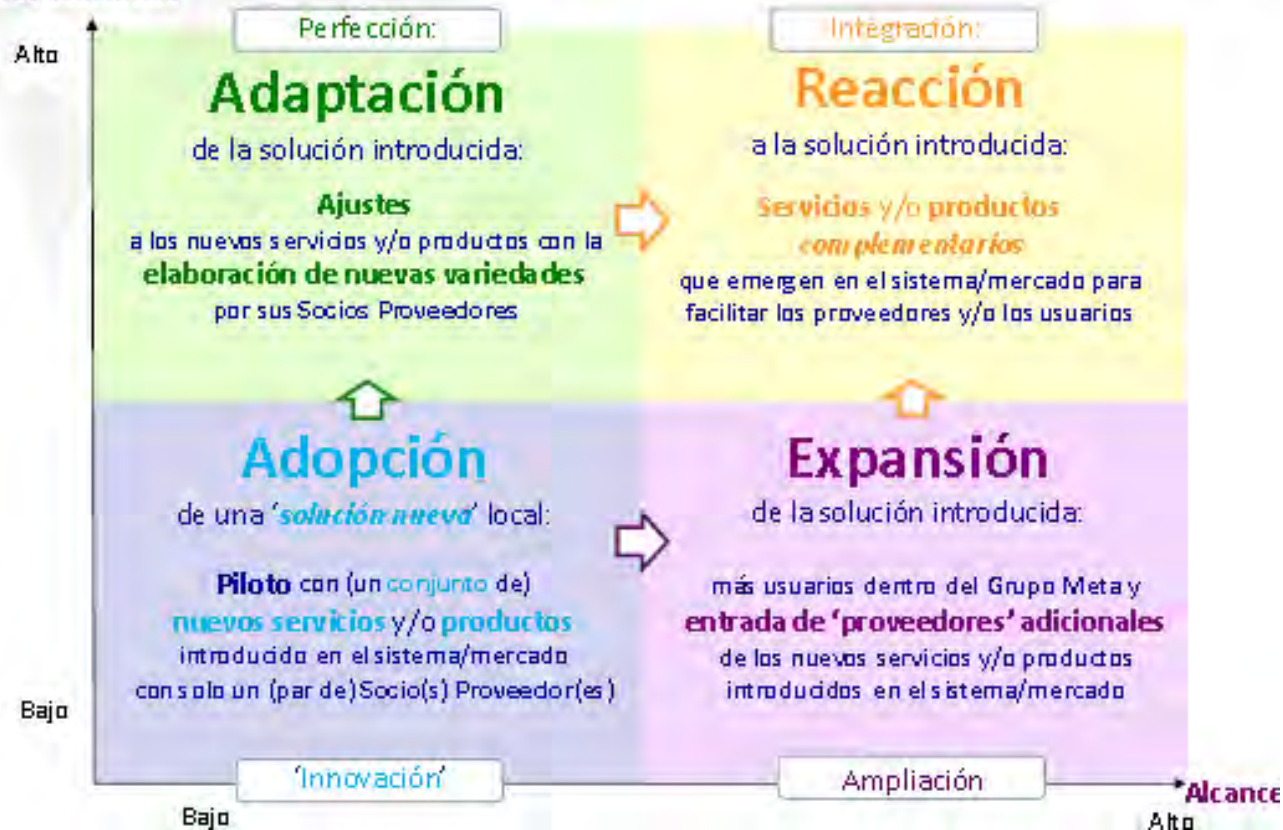 Alto
Perfección:
Adaptación
de la solución introducida:
Ajustes
a los nuevos servicios y/o productos con la
elaboración de nuevas variedades
por sus Socios Proveedores
Integración:
Reacción
a la solución introducida:
Servicios y/o productos
complementarios
que emergen en el sistema/mercado para
facilitar los proveedores y/o los usuarios
Adopción
de una ‘solución nueva’ local:
Piloto con (un conjunto de)
nuevos servicios y/o productos
introducido en el sistema/mercado
con solo un (par de) Socio(s) Proveedor(es)
Expansión
de la solución introducida:
más usuarios dentro del Grupo Meta y
entrada de ‘proveedores’ adicionales
de los nuevos servicios y/o productos
introducidos en el sistema/mercado
Bajo
‘Innovación’
Ampliación
Alcance
Bajo
Alto